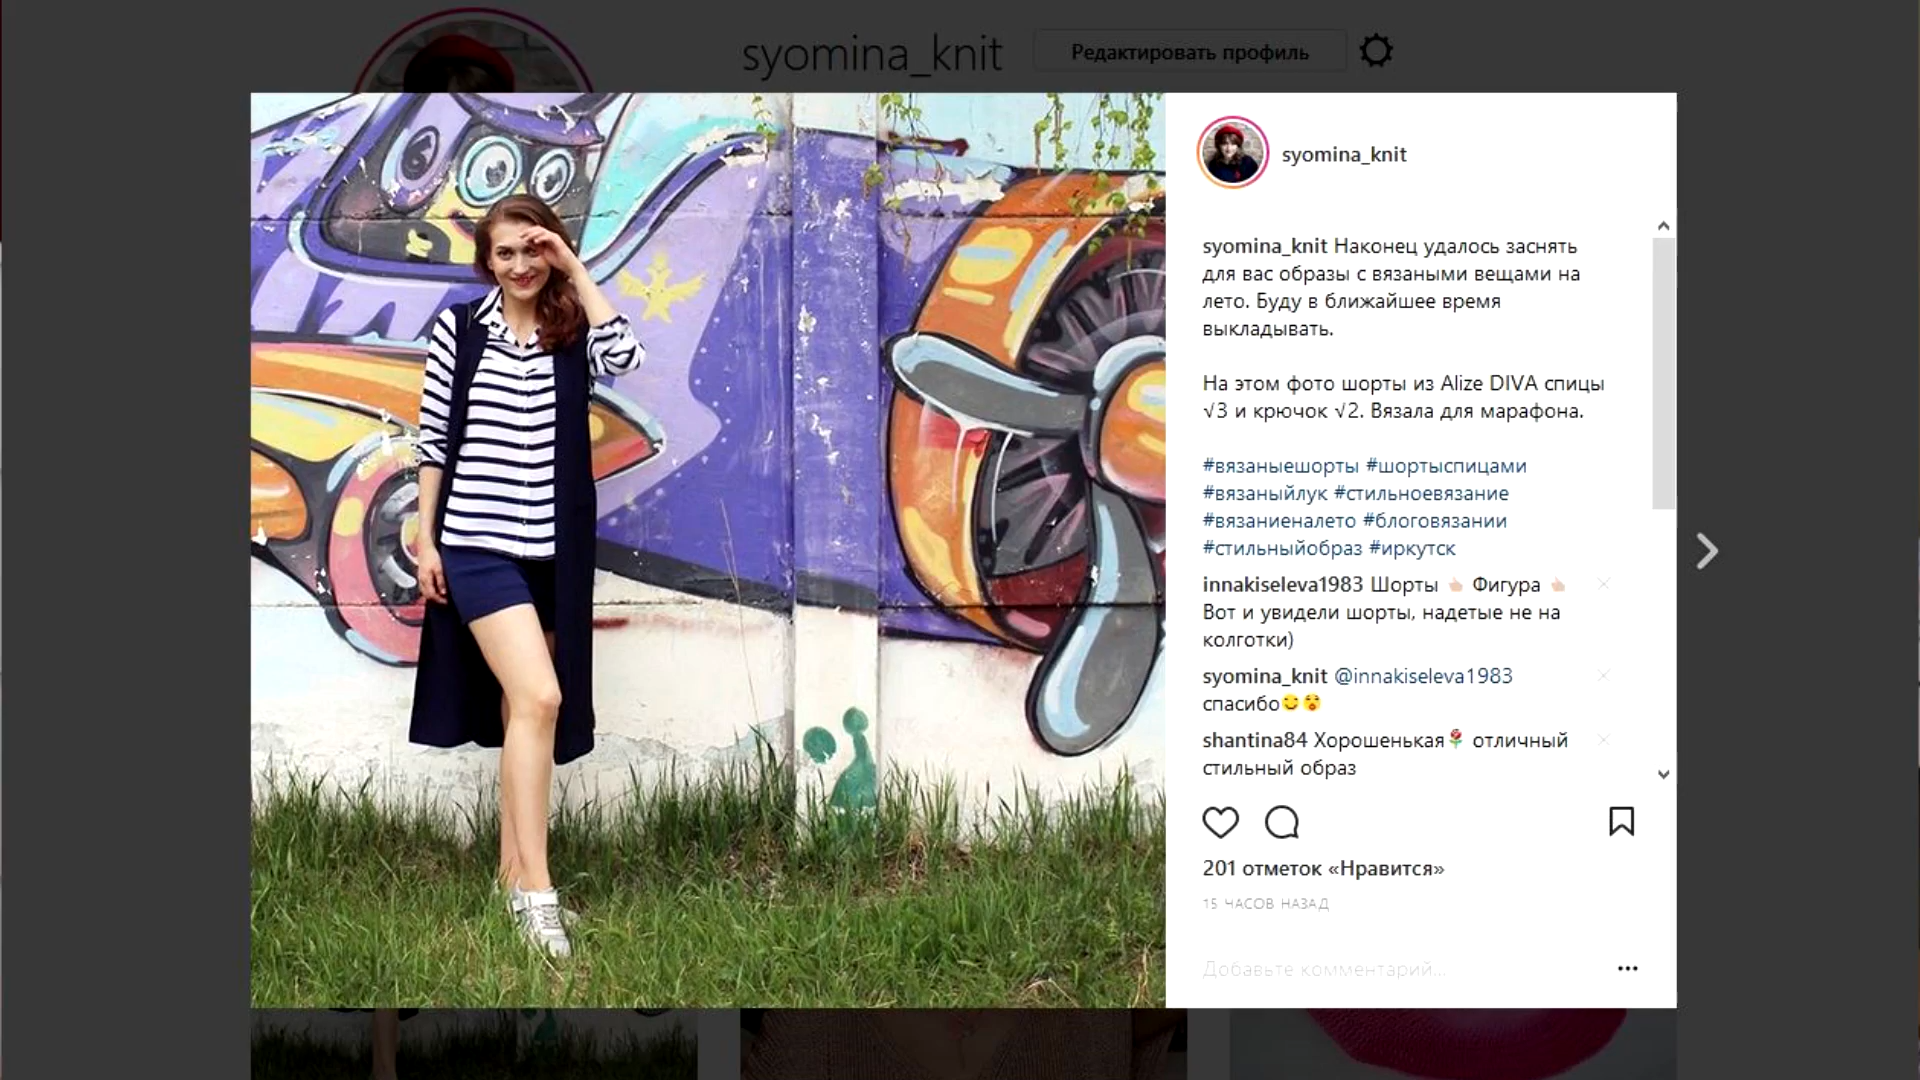 syomina_knit
Редактировать профиль
syomina_knit
syomina_knit Наконец удалось заснять
для вас образы с вязаными вещами на
лето. Буду в ближайшее время
выкладывать.
На этом фото шорты из Alize DIVA спицы
√3 и крючок √2. Вязала для марафона.
#вязаныешорты #шортыспицами
#вязаныйлук #стильноевязание
#вязаниеналето #блоговязании
#стильныйобраз #иркутск
innakiseleva1983 Шорты 👍🏻 Фигура 👍🏻
Вот и увидели шорты, надетые не на
колготки)
syomina_knit @innakiseleva1983
спасибо😊😘
shantina84 Хорошенькая🌹 отличный
стильный образ
201 отметок «Нравится»
15 ЧАСОВ НАЗАД
Добавьте комментарий...